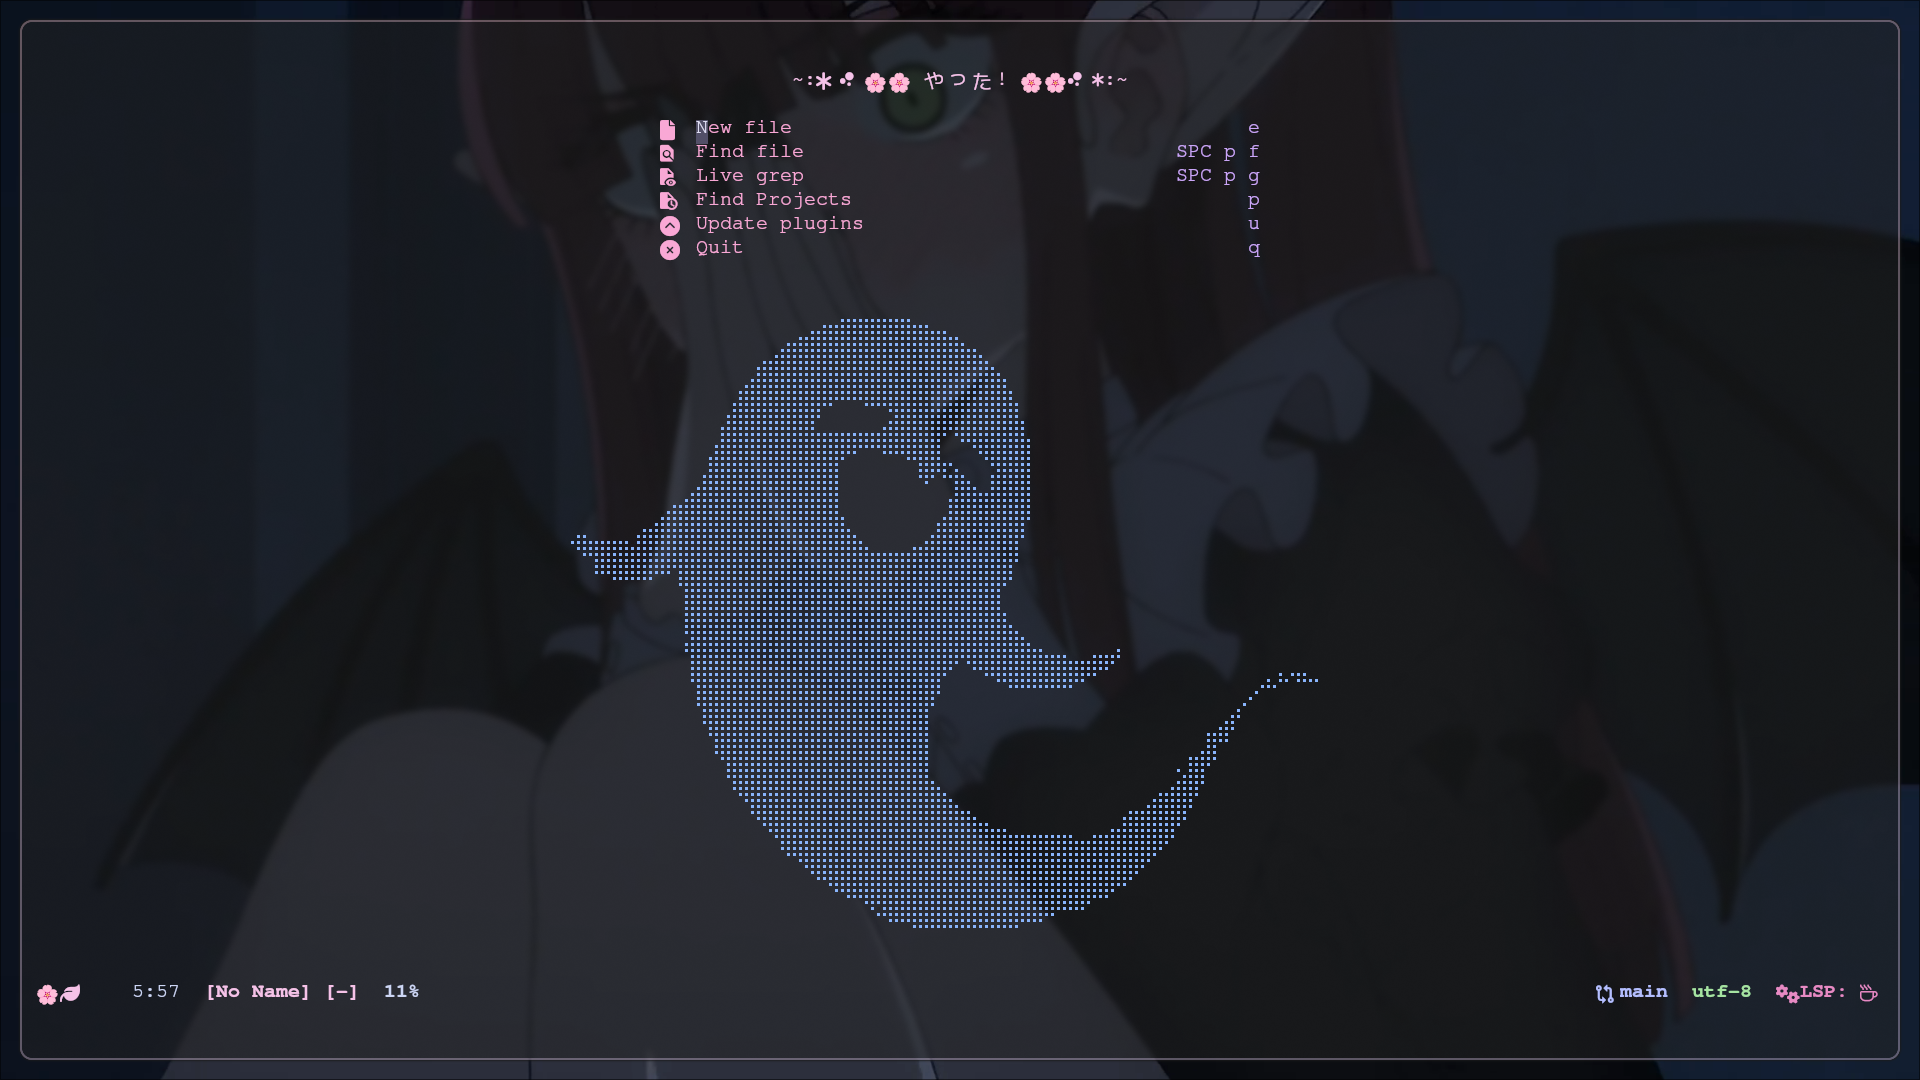 ~:* 🌸🌸 やった! 🌸🌸 *:~
New file e
Find file SPC p f
Live grep SPC p g
Find Projects p
Update plugins u
Quit q
5:57 [No Name] [-] 11% main utf-8 LSP: